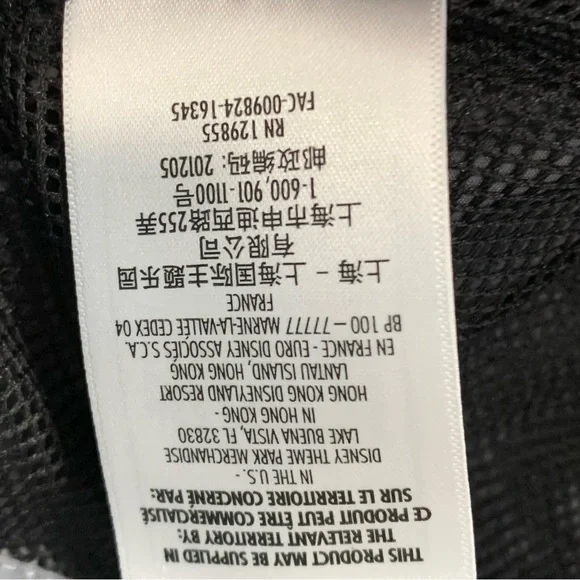 THIS PRODUCT MAY BE SUPPLIED IN
THE RELEVANT TERRITORY BY:
CE PRODUIT PEUT ÊTRE COMMERCIALISÉ
SUR LE TERRITOIRE CONCERNÉ PAR:
IN THE U.S. -
DISNEY THEME PARK MERCHANDISE
LAKE BUENA VISTA, FL 32830
IN HONG KONG -
HONG KONG DISNEYLAND RESORT
LANTAU ISLAND, HONG KONG
EN FRANCE - EURO DISNEY ASSOCIÉS S.C.A.
BP 100 – 77777 MARNE-LA-VALLÉE CEDEX 04
FRANCE
上海 - 上海国际主题乐园
有限公司
上海市申迪西路255弄
1-600,901-1100号
邮政编码: 201205
RN 129855
FAC-009824-16345